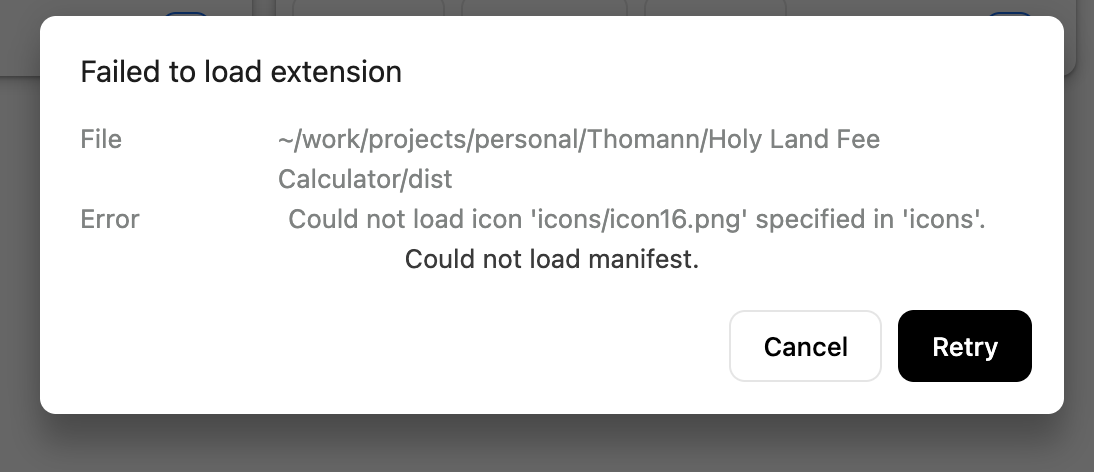 Failed to load extension
File ~/work/projects/personal/Thomann/Holy Land Fee
Calculator/dist
Error Could not load icon 'icons/icon16.png' specified in 'icons'.
Could not load manifest.
Cancel Retry